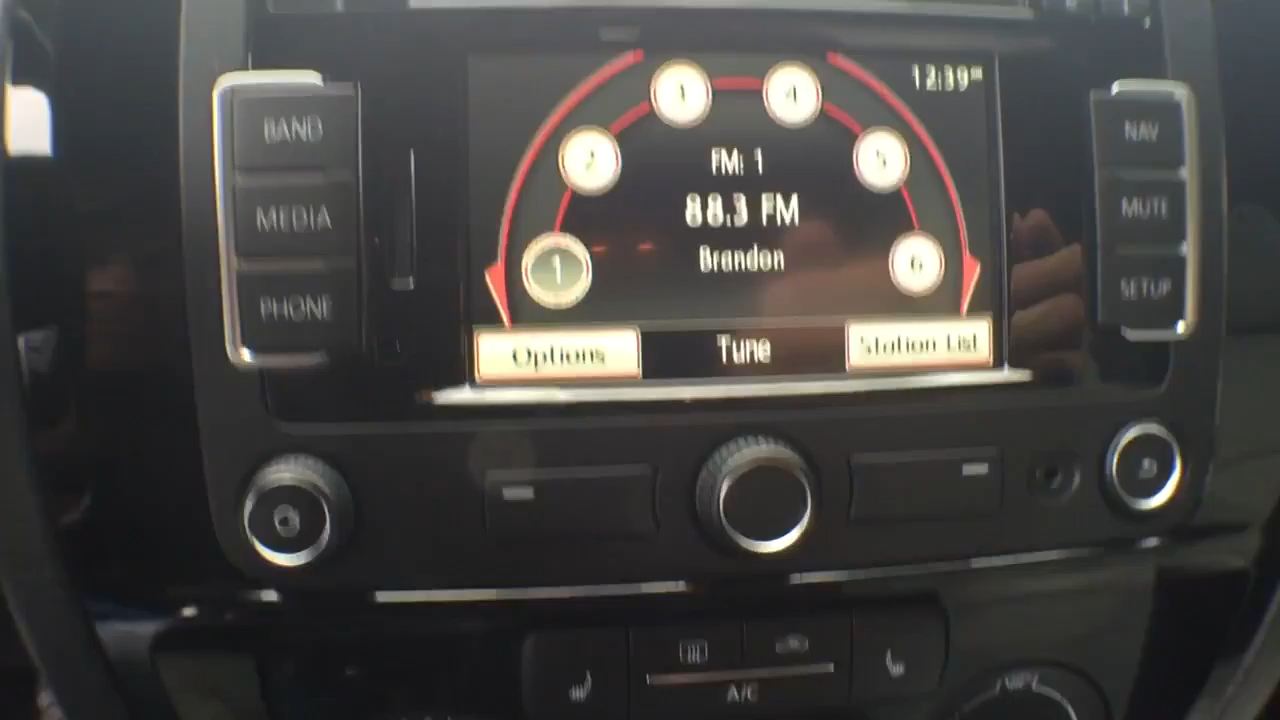 12:39
3 4
2 5
FM: 1
88.3 FM
Brandon
1 6
Options Tune Station List
BAND
MEDIA
PHONE
NAV
MUTE
SETUP
A/C